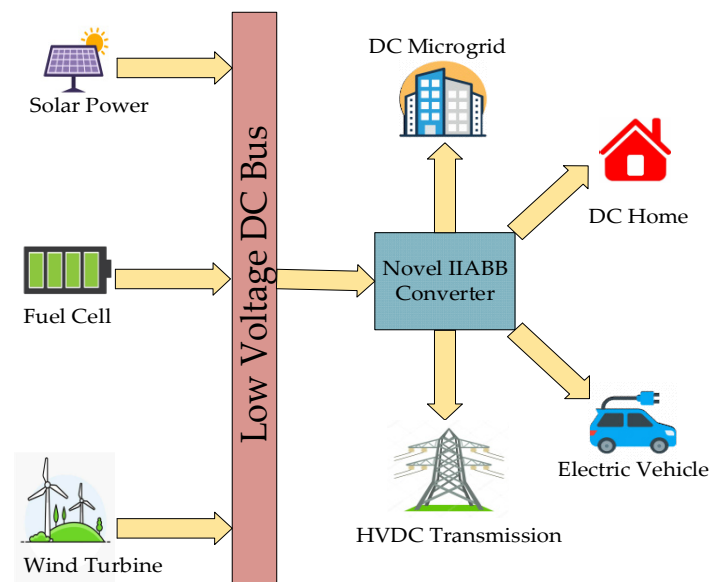 Solar Power
Fuel Cell
Wind Turbine
Low Voltage DC Bus
Novel IIABB
Converter
DC Microgrid
DC Home
Electric Vehicle
HVDC Transmission